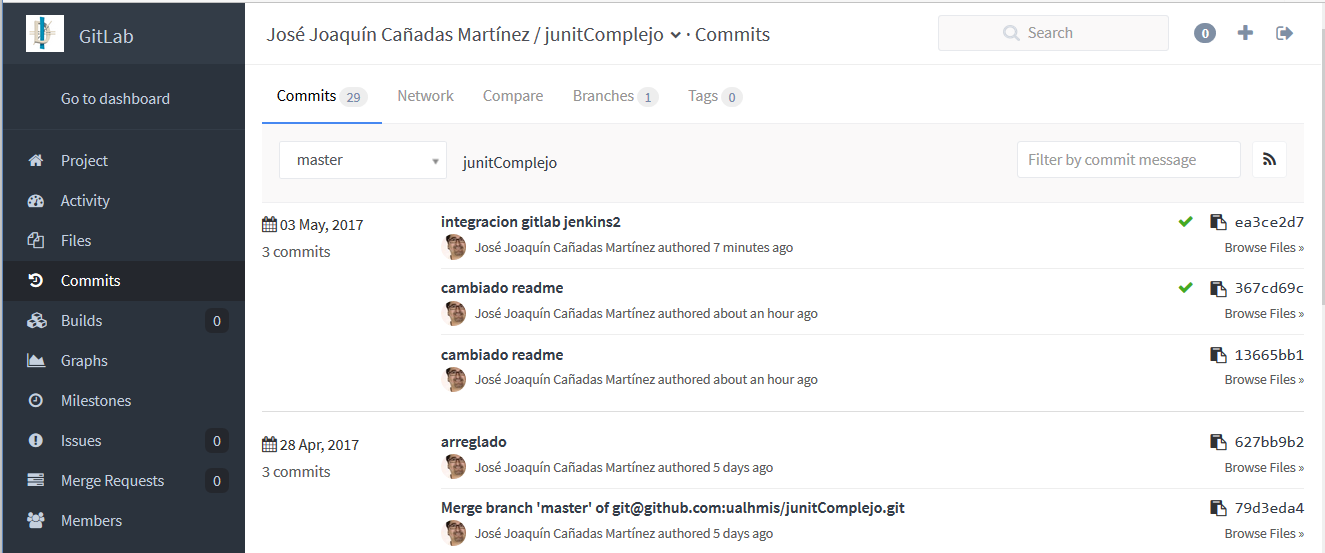 GitLab
José Joaquín Cañadas Martínez / junitComplejo · Commits
Search
0
Go to dashboard
Project
Activity
Files
Commits
Builds 0
Graphs
Milestones
Issues 0
Merge Requests 0
Members
Commits 29 Network Compare Branches 1 Tags 0
master junitComplejo Filter by commit message
03 May, 2017
3 commits
integracion gitlab jenkins2 ea3ce2d7
José Joaquín Cañadas Martínez authored 7 minutes ago Browse Files »
cambiado readme 367cd69c
José Joaquín Cañadas Martínez authored about an hour ago Browse Files »
cambiado readme 13665bb1
José Joaquín Cañadas Martínez authored about an hour ago Browse Files »
28 Apr, 2017
3 commits
arreglado 627bb9b2
José Joaquín Cañadas Martínez authored 5 days ago Browse Files »
Merge branch 'master' of git@github.com:ualhmis/junitComplejo.git 79d3eda4
José Joaquín Cañadas Martínez authored 5 days ago Browse Files »